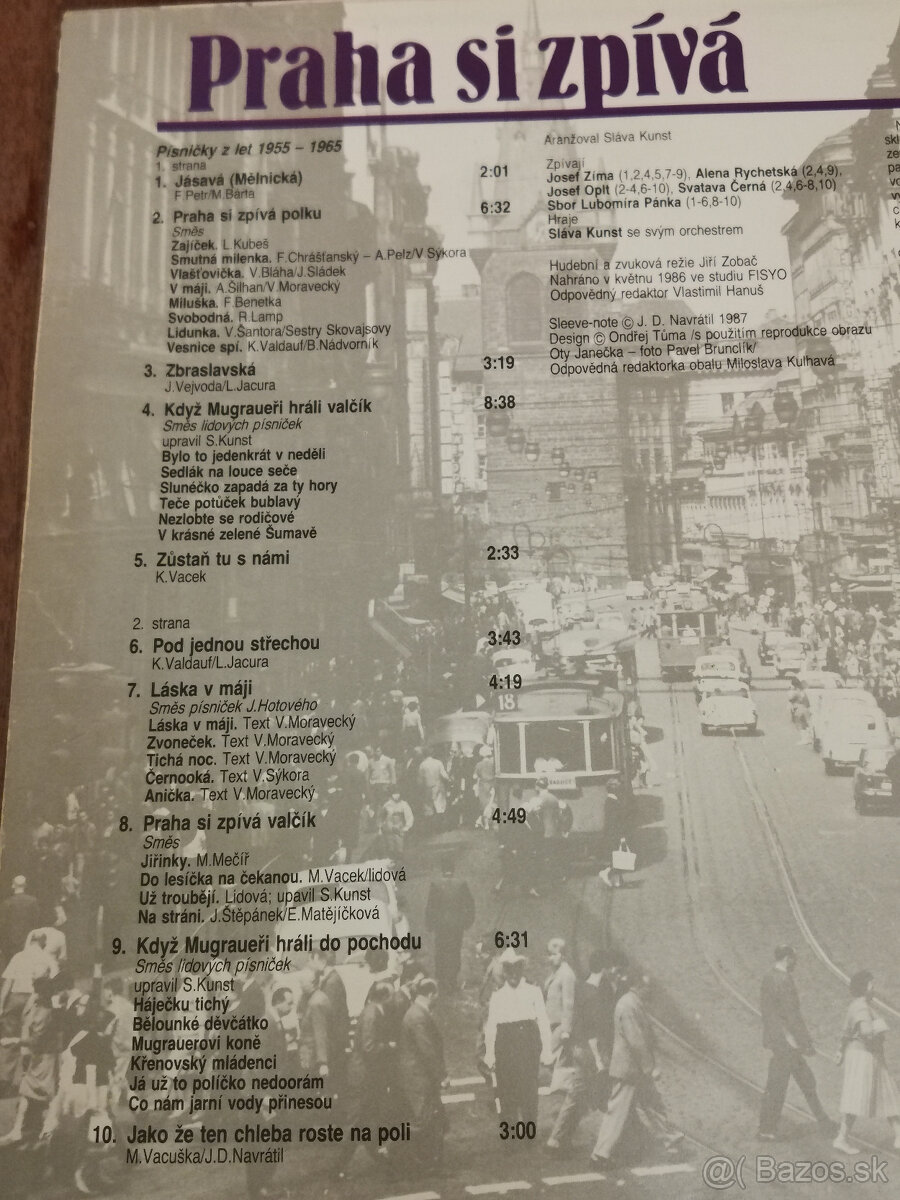 Praha si zpívá
Písničky z let 1955 – 1965
1. strana
1. Jásavá (Mělnická) 2:01
F. Petr/M.Bárta
2. Praha si zpívá polku 6:32
Směs
Zajíček. L.Kubeš
Smutná milenka. F.Chrášťanský – A.Pelz/V Sýkora
Vlaštovička. V.Bláha/J.Sládek
V máji. A.Šilhan/V.Moravecký
Miluška. F.Benetka
Svobodná. R.Lamp
Lidunka. V.Šantora/Sestry Skovajsovy
Vesnice spí. K.Valdauf/B.Nádvorník
3. Zbraslavská 3:19
J.Vejvoda/L.Jacura
4. Když Mugraueři hráli valčík 8:38
Směs lidových písniček
upravil S.Kunst
Bylo to jedenkrát v neděli
Sedlák na louce seče
Slunéčko zapadá za ty hory
Teče potůček bublavý
Nezlobte se rodičové
V krásné zelené Šumavě
5. Zůstaň tu s námi 2:33
K.Vacek
2. strana
6. Pod jednou střechou 3:43
K.Valdauf/L.Jacura
7. Láska v máji 4:19
Směs písniček J.Hotového
Láska v máji. Text V.Moravecký
Zvoneček. Text V.Moravecký
Tichá noc. Text V.Moravecký
Černooká. Text V.Sýkora
Anička. Text V.Moravecký
8. Praha si zpívá valčík 4:49
Směs
Jiřinky. M.Mečíř
Do lesíčka na čekanou. M.Vacek/lidová
Už troubějí. Lidová; upavil S.Kunst
Na stráni. J.Štěpánek/E.Matějíčková
9. Když Mugraueři hráli do pochodu 6:31
Směs lidových písniček
upravil S.Kunst
Háječku tichý
Bělounké děvčátko
Mugrauerovi koně
Křenovský mládenci
Já už to políčko nedoorám
Co nám jarní vody přinesou
10. Jako že ten chleba roste na poli 3:00
M.Vacuška/J.D.Navrátil
Aranžoval Sláva Kunst
Zpívají
Josef Zíma (1,2,4,5,7-9), Alena Rychetská (2,4,9),
Josef Oplt (2-4,6-10), Svatava Černá (2,4,6-8,10)
Sbor Lubomíra Pánka (1-6,8-10)
Hraje
Sláva Kunst se svým orchestrem
Hudební a zvuková režie Jiří Zobač
Nahráno v květnu 1986 ve studiu FISYO
Odpovědný redaktor Vlastimil Hanuš
Sleeve-note © J. D. Navrátil 1987
Design © Ondřej Tůma /s použitím reprodukce obrazu
Oty Janečka – foto Pavel Brunclík/
Odpovědná redaktorka obalu Miloslava Kulhavá
18
@( Bazos.sk